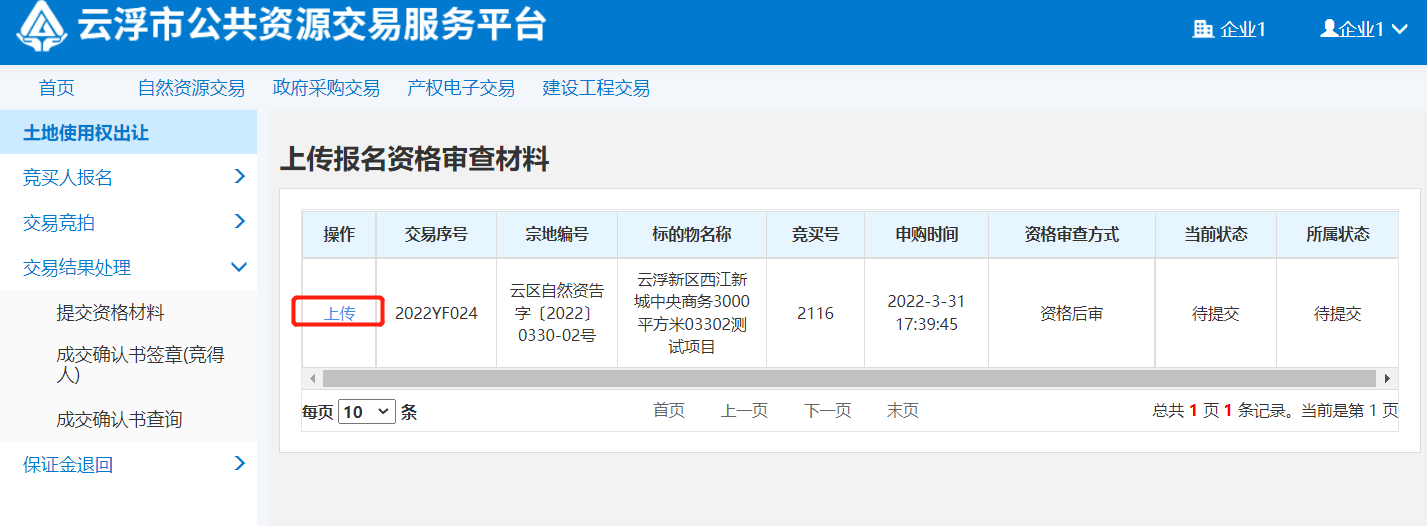 云浮市公共资源交易服务平台
企业1
企业1
首页 自然资源交易 政府采购交易 产权电子交易 建设工程交易
土地使用权出让
竞买人报名
交易竞拍
交易结果处理
提交资格材料
成交确认书签章(竞得
人)
成交确认书查询
保证金退回
上传报名资格审查材料
操作 交易序号 宗地编号 标的物名称 竞买号 申购时间 资格审查方式 当前状态 所属状态
上传
2022YF024
云区自然资告
字〔2022〕
0330-02号
云浮新区西江新
城中央商务3000
平方米03302测
试项目
2116
2022-3-31
17:39:45
资格后审
待提交
待提交
每页 10 条
首页 上一页 下一页 末页
总共 1 页 1 条记录。当前是第 1 页